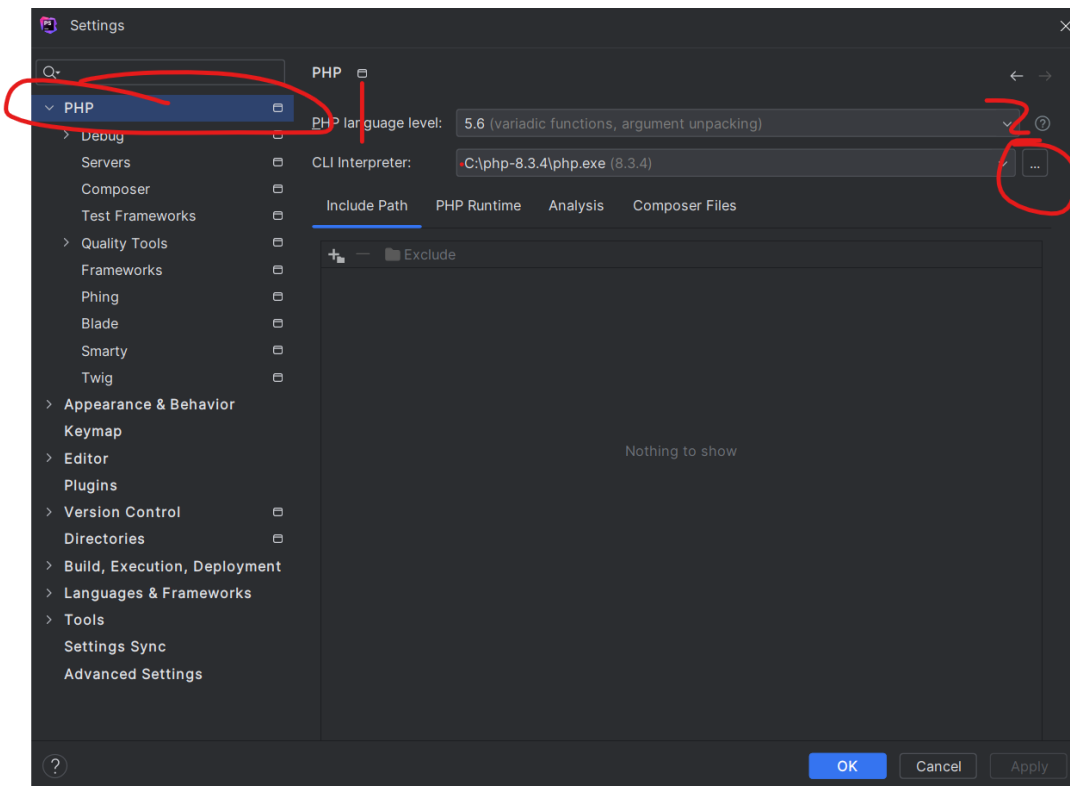 PS Settings
PHP
PHP
PHP language level: 5.6 (variadic functions, argument unpacking)
2
Debug
Servers
CLI Interpreter: C:\php-8.3.4\php.exe (8.3.4) ...
Composer
Test Frameworks
Include Path PHP Runtime Analysis Composer Files
Quality Tools
Exclude
Frameworks
Phing
Blade
Smarty
Twig
Appearance & Behavior
Keymap
Editor
Nothing to show
Plugins
Version Control
Directories
Build, Execution, Deployment
Languages & Frameworks
Tools
Settings Sync
Advanced Settings
? OK Cancel Apply